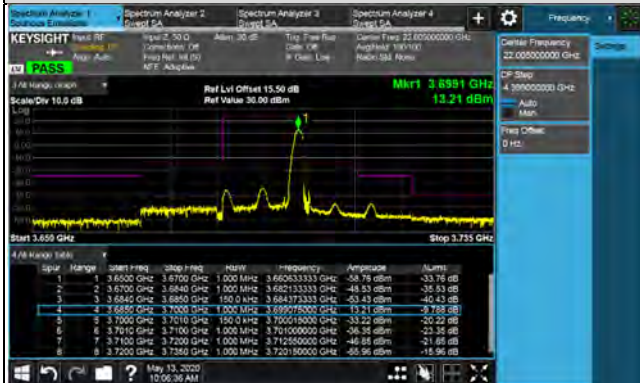 Spectrum Analyzer 1
Spurious Emissions
Spectrum Analyzer 2
Swept SA
Spectrum Analyzer 3
Swept SA
Spectrum Analyzer 4
Swept SA
Frequency
KEYSIGHT Input: RF
Align: Auto
Input Z: 50 Ω
Corrections: Off
Freq Ref: Int (S)
NFE: Adaptive
Atten: 30 dB
Trig: Free Run
Gate: Off
IF Gain: Low
Center Freq: 22.005000000 GHz
Avg|Hold: 100/100
Radio Std: None
PASS
Center Frequency
22.005000000 GHz
Settings
CF Step
4.399000000 GHz
Auto
Man
Freq Offset
0 Hz
Scale/Div 10.0 dB
Ref Lvl Offset 15.50 dB
Ref Value 30.00 dBm
Mkr1 3.6991 GHz
13.21 dBm
Log
1
Start 3.650 GHz
Stop 3.735 GHz
Spur Range Start Freq Stop Freq RBW Frequency Amplitude ΔLimit
1 1 3.6500 GHz 3.6700 GHz 1.000 MHz 3.660633333 GHz -58.76 dBm -33.76 dB
2 2 3.6700 GHz 3.6840 GHz 1.000 MHz 3.682133333 GHz -48.53 dBm -35.53 dB
3 3 3.6840 GHz 3.6850 GHz 150.0 kHz 3.684373333 GHz -53.43 dBm -40.43 dB
4 4 3.6850 GHz 3.7000 GHz 1.000 MHz 3.699075000 GHz 13.21 dBm -9.788 dB
5 5 3.7000 GHz 3.7010 GHz 150.0 kHz 3.700015000 GHz -33.22 dBm -20.22 dB
6 6 3.7010 GHz 3.7100 GHz 1.000 MHz 3.701000000 GHz -36.35 dBm -23.35 dB
7 7 3.7100 GHz 3.7200 GHz 1.000 MHz 3.712550000 GHz -46.65 dBm -21.65 dB
8 8 3.7200 GHz 3.7350 GHz 1.000 MHz 3.720150000 GHz -55.96 dBm -15.96 dB
May 13, 2020
10:06:36 AM